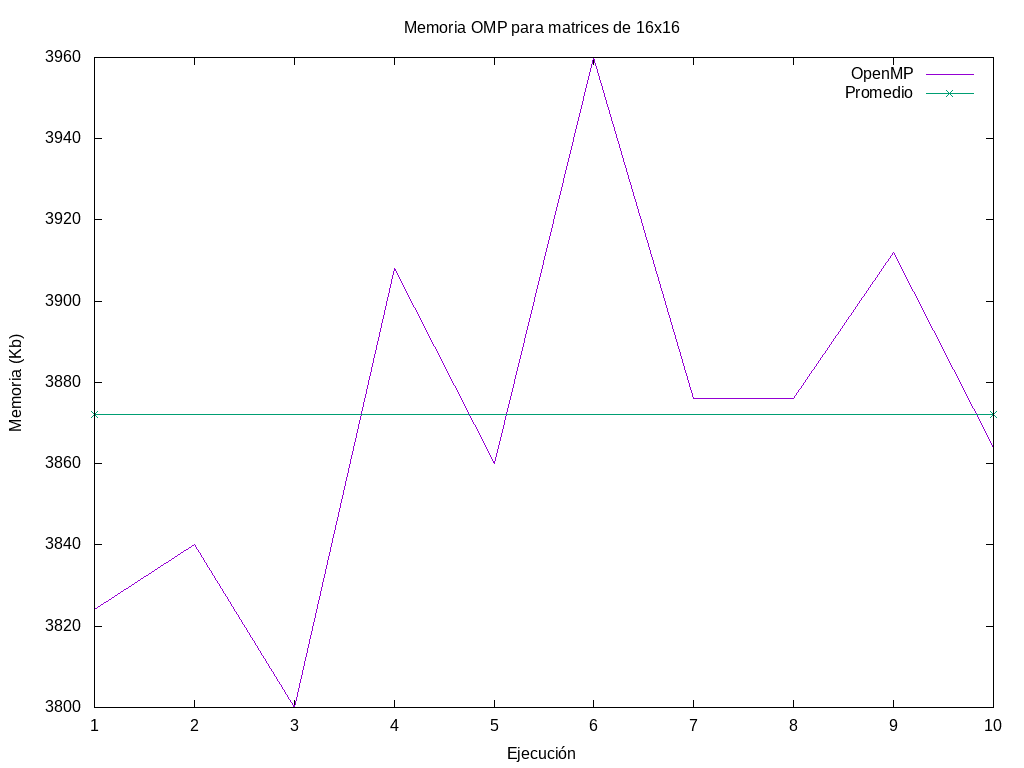 Memoria OMP para matrices de 16x16
3960
3940
3920
3900
3880
3860
3840
3820
3800
OpenMP
Promedio
Memoria (Kb)
1 2 3 4 5 6 7 8 9 10
Ejecución